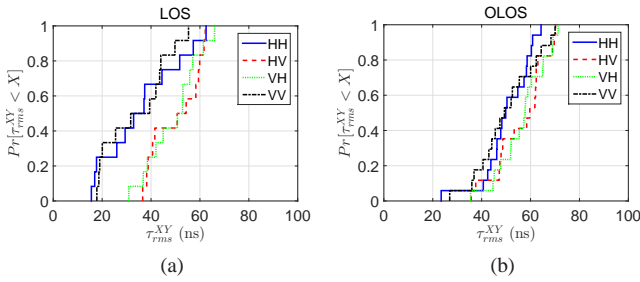 LOS
Pr[τ_rms^XY < X]
1
0.8
0.6
0.4
0.2
0
0 20 40 60 80 100
τ_rms^XY (ns)
HH
HV
VH
VV
(a)
OLOS
Pr[τ_rms^XY < X]
1
0.8
0.6
0.4
0.2
0
0 20 40 60 80 100
τ_rms^XY (ns)
HH
HV
VH
VV
(b)